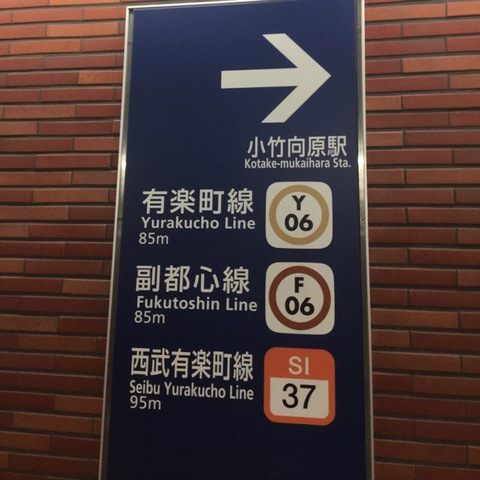 小竹向原駅
Kotake-mukaihara Sta.
有楽町線
Yurakucho Line
85m
Y
06
副都心線
Fukutoshin Line
85m
F
06
西武有楽町線
Seibu Yurakucho Line
95m
SI
37